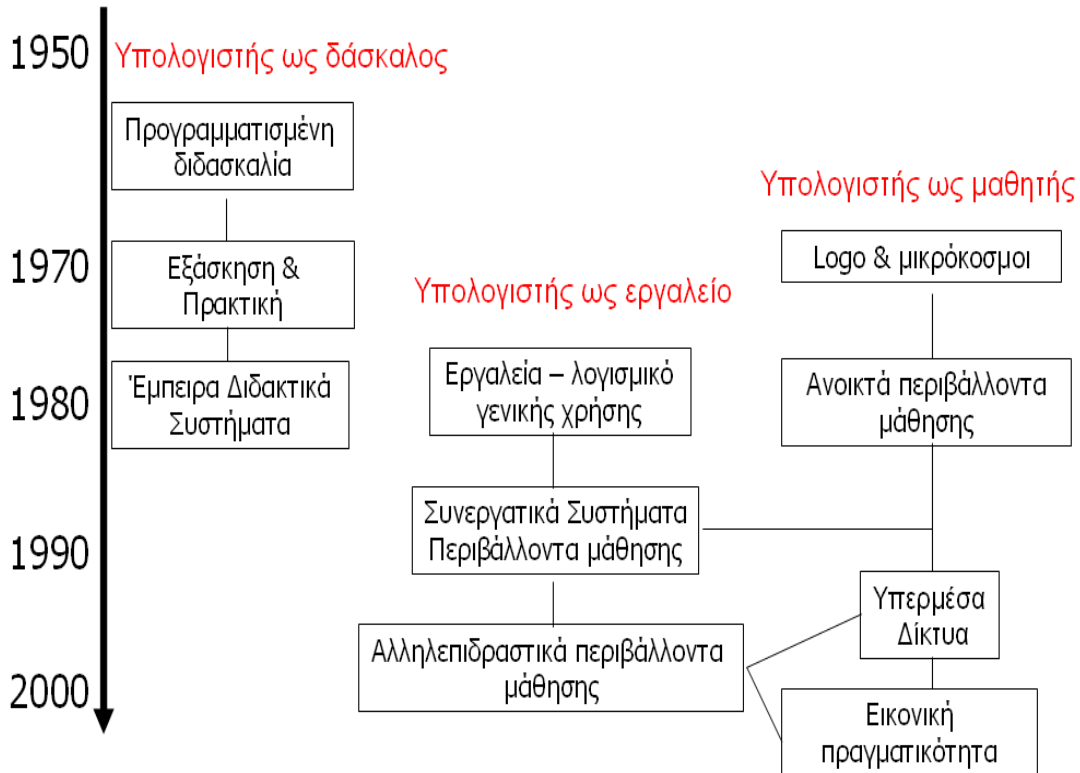 1950
Υπολογιστής ως δάσκαλος
Προγραμματισμένη
διδασκαλία
Υπολογιστής ως μαθητής
1970
Εξάσκηση &
Πρακτική
Logo & μικρόκοσμοι
Υπολογιστής ως εργαλείο
1980
Έμπειρα Διδακτικά
Συστήματα
Εργαλεία – λογισμικό
γενικής χρήσης
Ανοικτά περιβάλλοντα
μάθησης
1990
Συνεργατικά Συστήματα
Περιβάλλοντα μάθησης
Υπερμέσα
Δίκτυα
2000
Αλληλεπιδραστικά περιβάλλοντα
μάθησης
Εικονική
πραγματικότητα